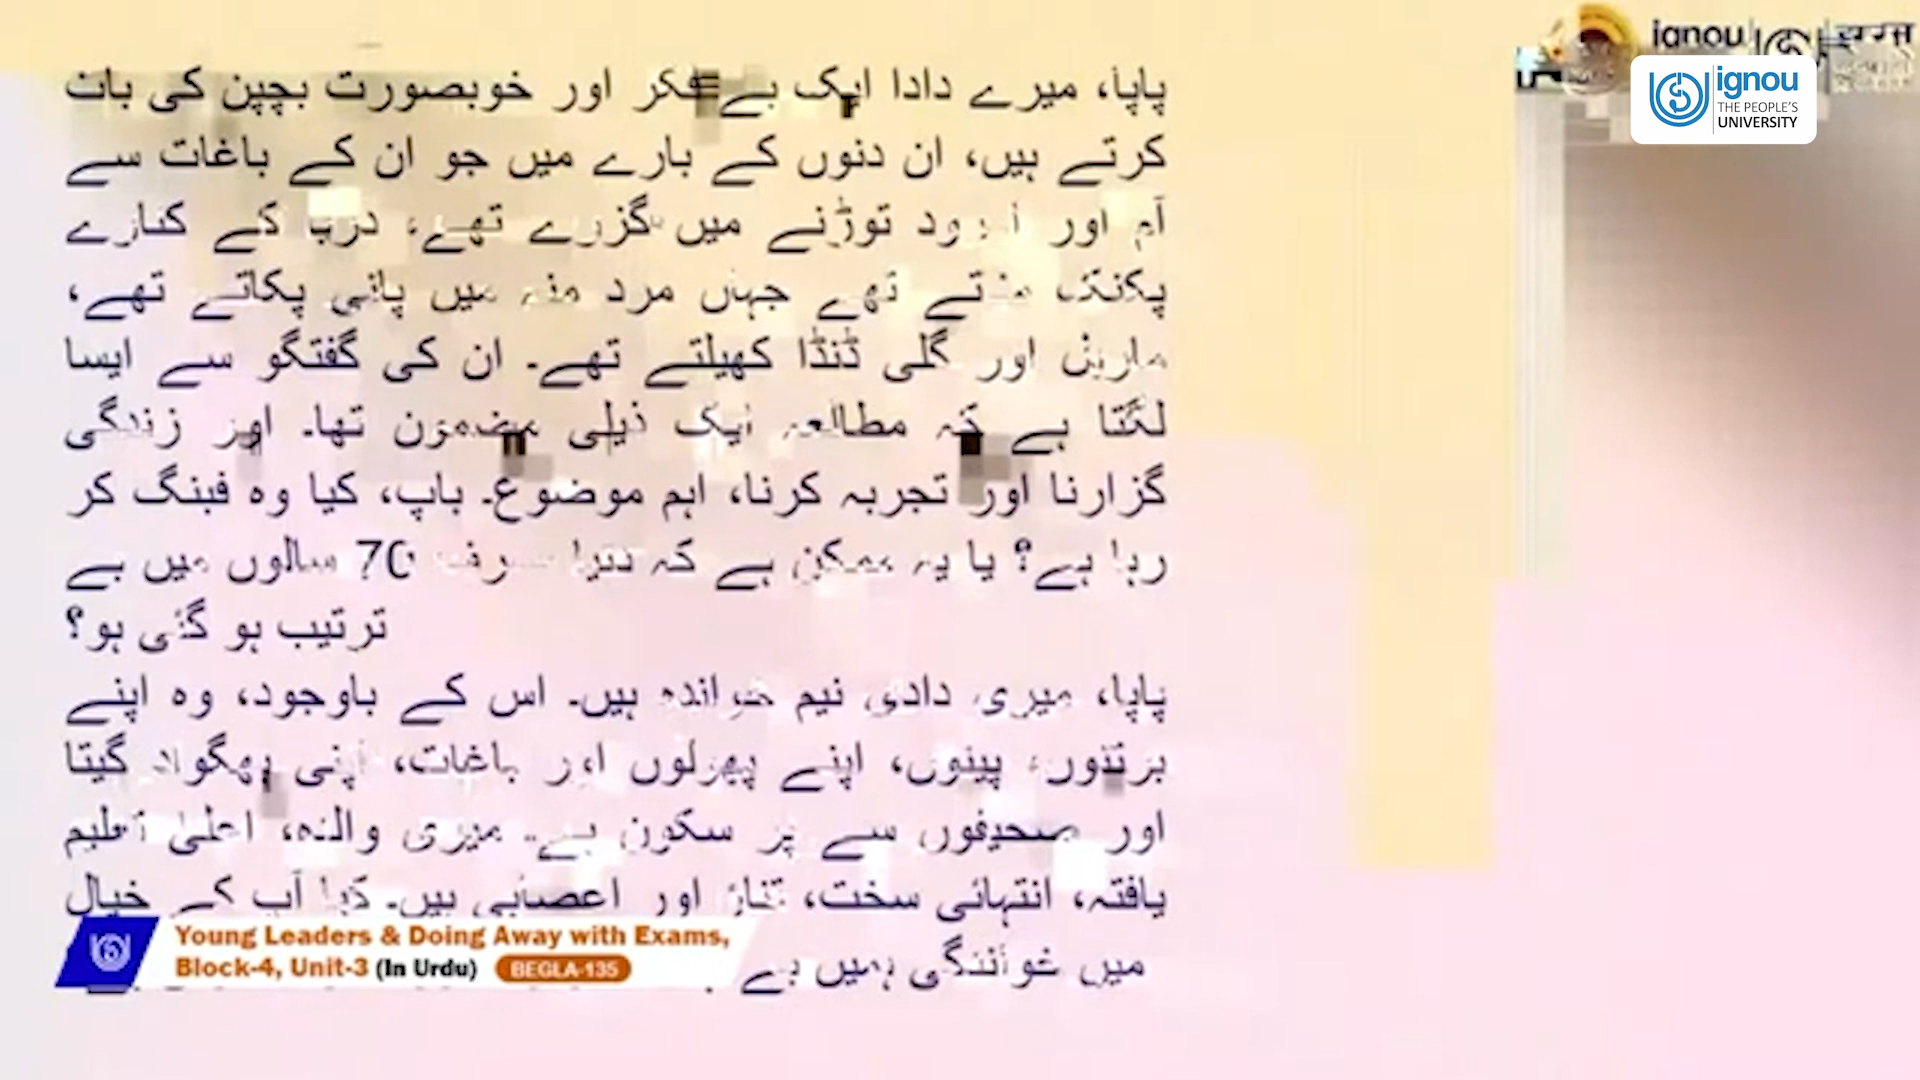 پاپا، میرے دادا ایک بے فکر اور خوبصورت بچپن کی بات
کرتے ہیں، ان دنوں کے بارے میں جو ان کے باغات سے
آم اور توڑنے میں گزرے تھے، کے کنارے
پکنک تھے جہاں مرد میں پانی پکاتے تھے،
اور گلی ڈنڈا کھیلتے تھے۔ ان کی گفتگو سے ایسا
لگتا ہے کہ مطالعہ ایک ذیلی مضمون تھا۔ اور زندگی
گزارنا اور تجربہ کرنا، اہم موضوع۔ باپ، کیا وہ فبنگ کر
رہا ہے؟ یا یہ ممکن ہے کہ دنیا صرف 70 سالوں میں بے
ترتیب ہو گئی ہو؟
پاپا، میری دادی نیم خواندہ ہیں۔ اس کے باوجود، وہ اپنے
برتنوں، پینوں، اپنے پھولوں اور باغات، اپنی بھگواد گیتا
اور صحیفوں سے پر سکون ہے۔ میری والدہ، اعلیٰ تعلیم
یافتہ، انتہائی سخت، تناؤ اور اعصابی ہیں۔ کیا آپ کے خیال
میں خواندگی ہمیں بے
ignou
ignou
THE PEOPLE'S
UNIVERSITY
Young Leaders & Doing Away with Exams,
Block-4, Unit-3 (In Urdu) BEGLA-135